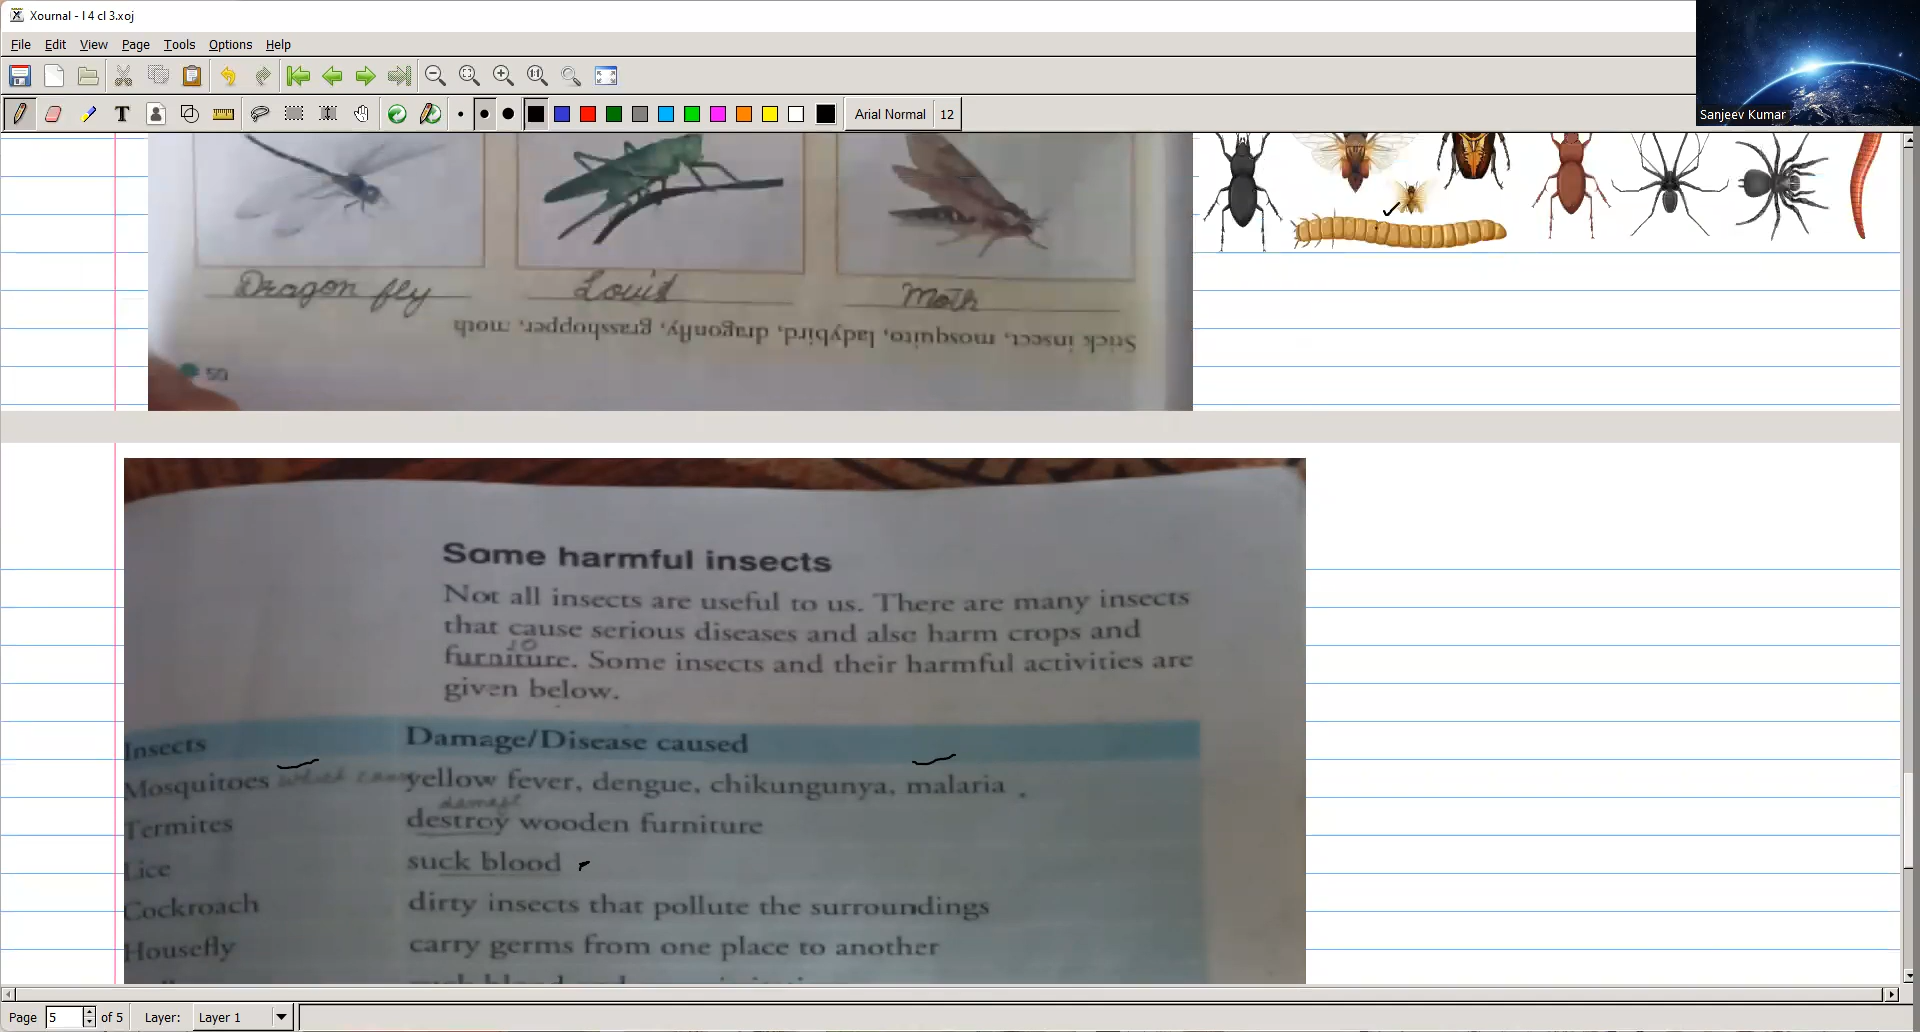 Xournal - l 4 cl 3.xoj
File Edit View Page Tools Options Help
Arial Normal 12
Sanjeev Kumar
Dragon fly
Moth
Stick insect, mosquito, ladybird, dragonfly, grasshopper, moth
50
Some harmful insects
Not all insects are useful to us. There are many insects
that cause serious diseases and also harm crops and
furniture. Some insects and their harmful activities are
given below.
Insects Damage/Disease caused
Mosquitoes which yellow fever, dengue, chikungunya, malaria
Termites destroy wooden furniture
Lice suck blood
Cockroach dirty insects that pollute the surroundings
Housefly carry germs from one place to another
Page 5 of 5 Layer: Layer 1